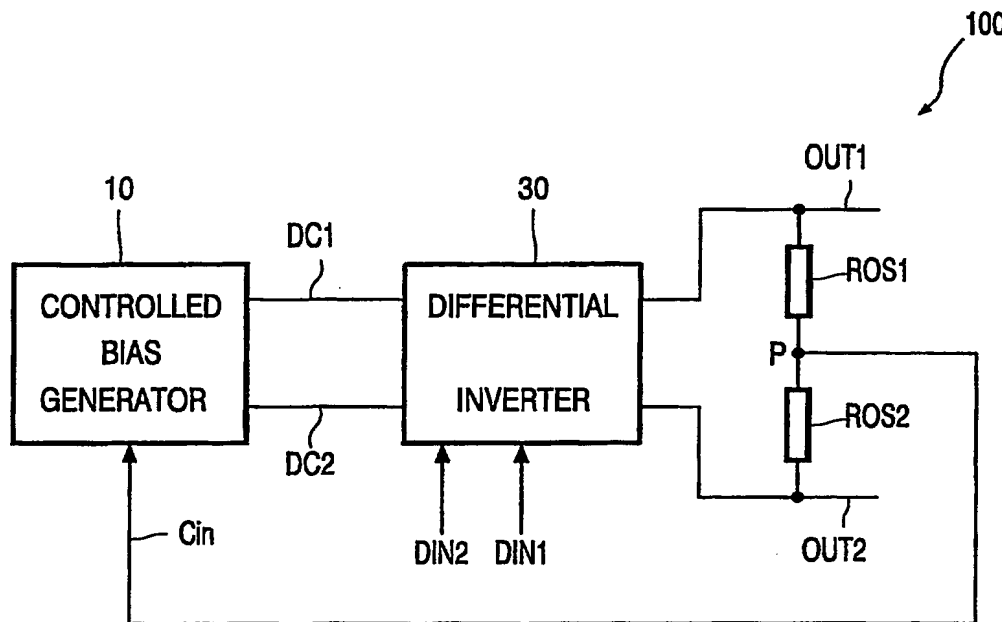 100
OUT1
10
30
DC1
ROS1
CONTROLLED
BIAS
GENERATOR
DIFFERENTIAL
INVERTER
P
ROS2
DC2
Cin
DIN2
DIN1
OUT2